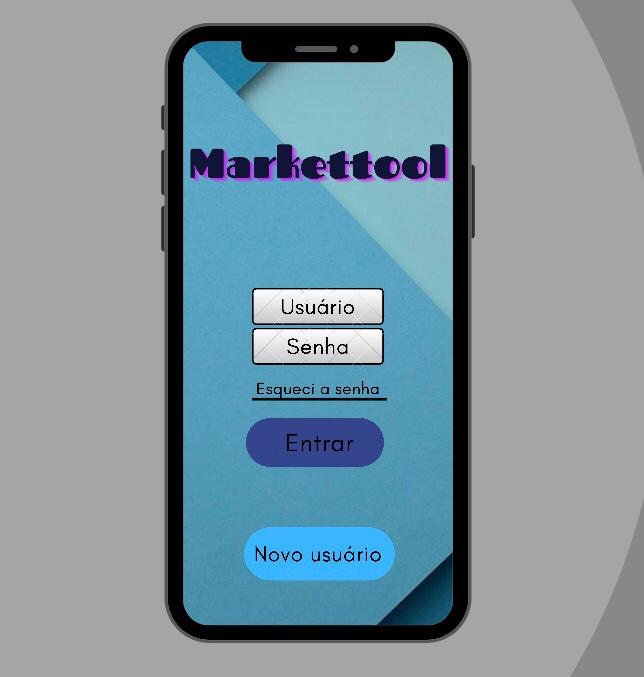 Markettool
Usuário
Senha
Esqueci a senha
Entrar
Novo usuário